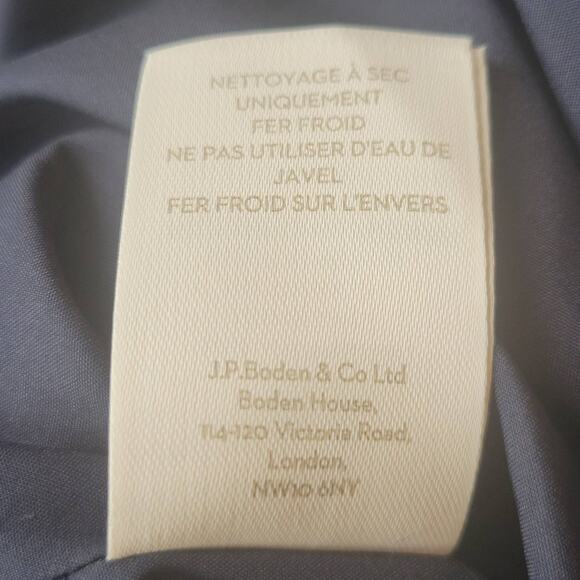 NETTOYAGE À SEC
UNIQUEMENT
FER FROID
NE PAS UTILISER D'EAU DE
JAVEL
FER FROID SUR L'ENVERS
J.P.Boden & Co Ltd
Boden House,
114-120 Victoria Road,
London,
NW10 6NY